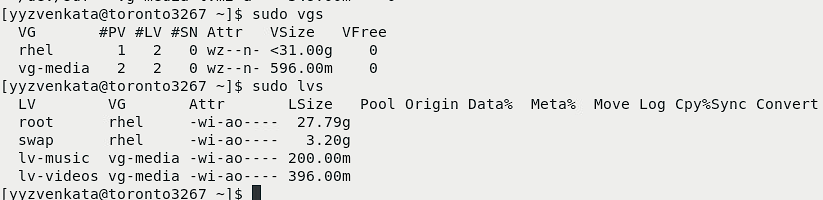 [yyzvenkata@toronto3267 ~]$ sudo vgs
  VG       #PV #LV #SN Attr   VSize   VFree
  rhel       1   2   0 wz--n- <31.00g    0
  vg-media   2   2   0 wz--n- 596.00m    0
[yyzvenkata@toronto3267 ~]$ sudo lvs
  LV        VG       Attr       LSize   Pool Origin Data%  Meta%  Move Log Cpy%Sync Convert
  root      rhel     -wi-ao----  27.79g
  swap      rhel     -wi-ao----   3.20g
  lv-music  vg-media -wi-ao---- 200.00m
  lv-videos vg-media -wi-ao---- 396.00m
[yyzvenkata@toronto3267 ~]$